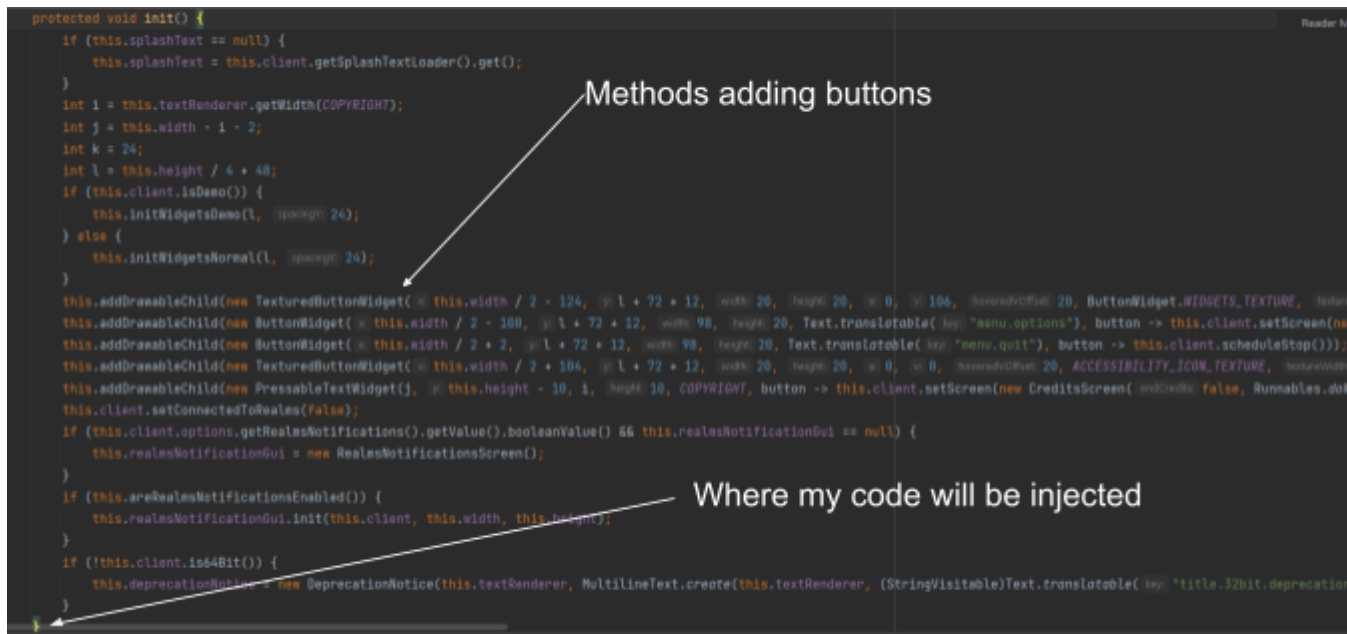 protected void init() {
Reader M
if (this.splashText == null) {
this.splashText = this.client.getSplashTextLoader().get();
}
Methods adding buttons
int i = this.textRenderer.getWidth(COPYRIGHT);
int j = this.width - i - 2;
int k = 24;
int l = this.height / 4 + 48;
if (this.client.isDemo()) {
this.initWidgetsDemo(l, spacingY: 24);
} else {
this.initWidgetsNormal(l, spacingY: 24);
}
this.addDrawableChild(new TexturedButtonWidget( x: this.width / 2 - 124, y: l + 72 + 12, width: 20, height: 20, u: 0, v: 106, hoveredVOffset: 20, ButtonWidget.WIDGETS_TEXTURE,
this.addDrawableChild(new ButtonWidget( x: this.width / 2 - 100, y: l + 72 + 12, width: 98, height: 20, Text.translatable( key: "menu.options"), button -> this.client.setScreen(ne
this.addDrawableChild(new ButtonWidget( x: this.width / 2 + 2, y: l + 72 + 12, width: 98, height: 20, Text.translatable( key: "menu.quit"), button -> this.client.scheduleStop()));
this.addDrawableChild(new TexturedButtonWidget( x: this.width / 2 + 104, y: l + 72 + 12, width: 20, height: 20, u: 0, v: 0, hoveredVOffset: 20, ACCESSIBILITY_ICON_TEXTURE, textureWidth
this.addDrawableChild(new PressableTextWidget(j, y: this.height - 10, i, height: 10, COPYRIGHT, button -> this.client.setScreen(new CreditsScreen( endCredits: false, Runnables.do
this.client.setConnectedToRealms(false);
if (this.client.options.getRealmsNotifications().getValue().booleanValue() && this.realmsNotificationGui == null) {
this.realmsNotificationGui = new RealmsNotificationsScreen();
}
if (this.areRealmsNotificationsEnabled()) {
Where my code will be injected
this.realmsNotificationGui.init(this.client, this.width, this.height);
}
if (!this.client.is64Bit()) {
this.deprecationNotice = new DeprecationNotice(this.textRenderer, MultilineText.create(this.textRenderer, (StringVisitable)Text.translatable( key: "title.32bit.deprecation
}
}